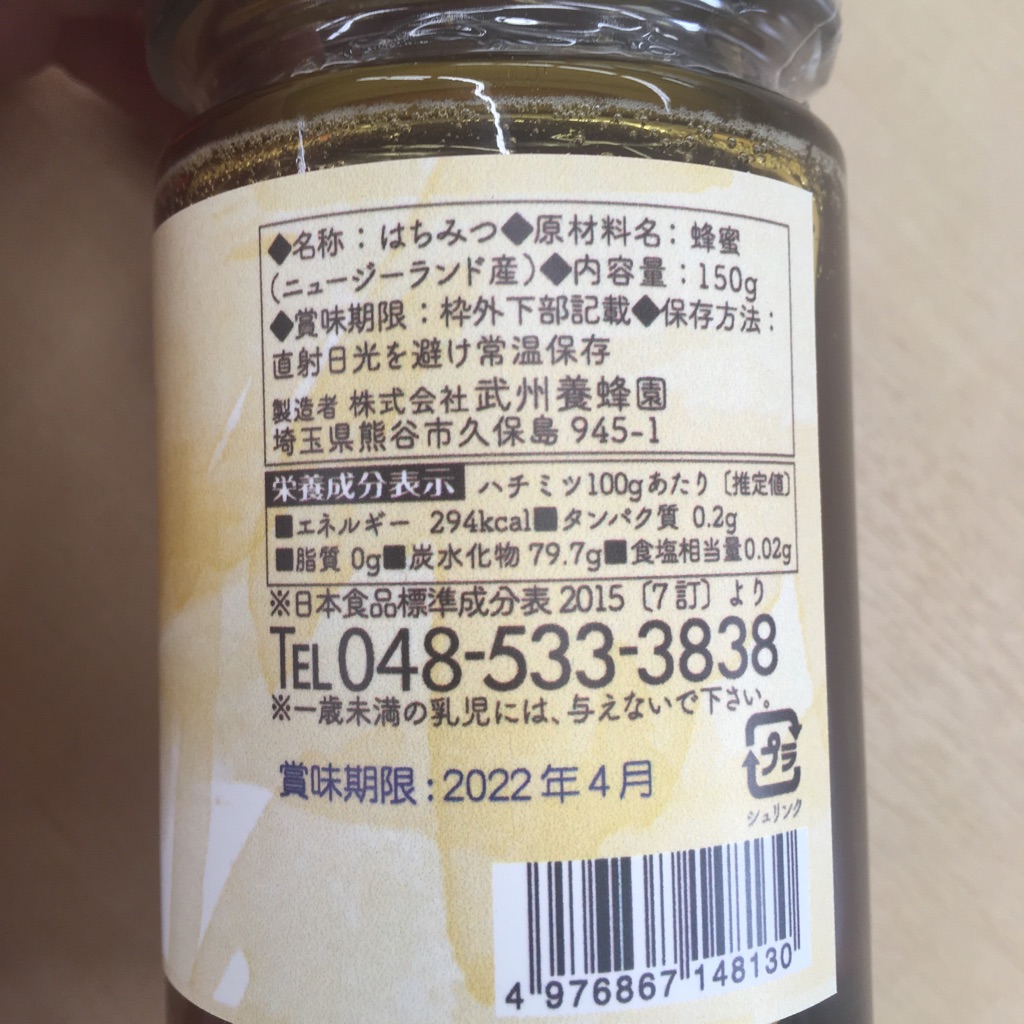 ◆名称：はちみつ◆原材料名：蜂蜜
（ニュージーランド産）◆内容量：150g
◆賞味期限：枠外下部記載◆保存方法：
直射日光を避け常温保存
製造者 株式会社武州養蜂園
埼玉県熊谷市久保島 945-1
栄養成分表示 ハチミツ100gあたり〔推定値〕
■エネルギー 294kcal■タンパク質 0.2g
■脂質 0g■炭水化物 79.7g■食塩相当量0.02g
※日本食品標準成分表2015〔7訂〕より
TEL 048-533-3838
※一歳未満の乳児には、与えないで下さい。
プラ
シュリンク
賞味期限：2022年4月
4 976867 148130